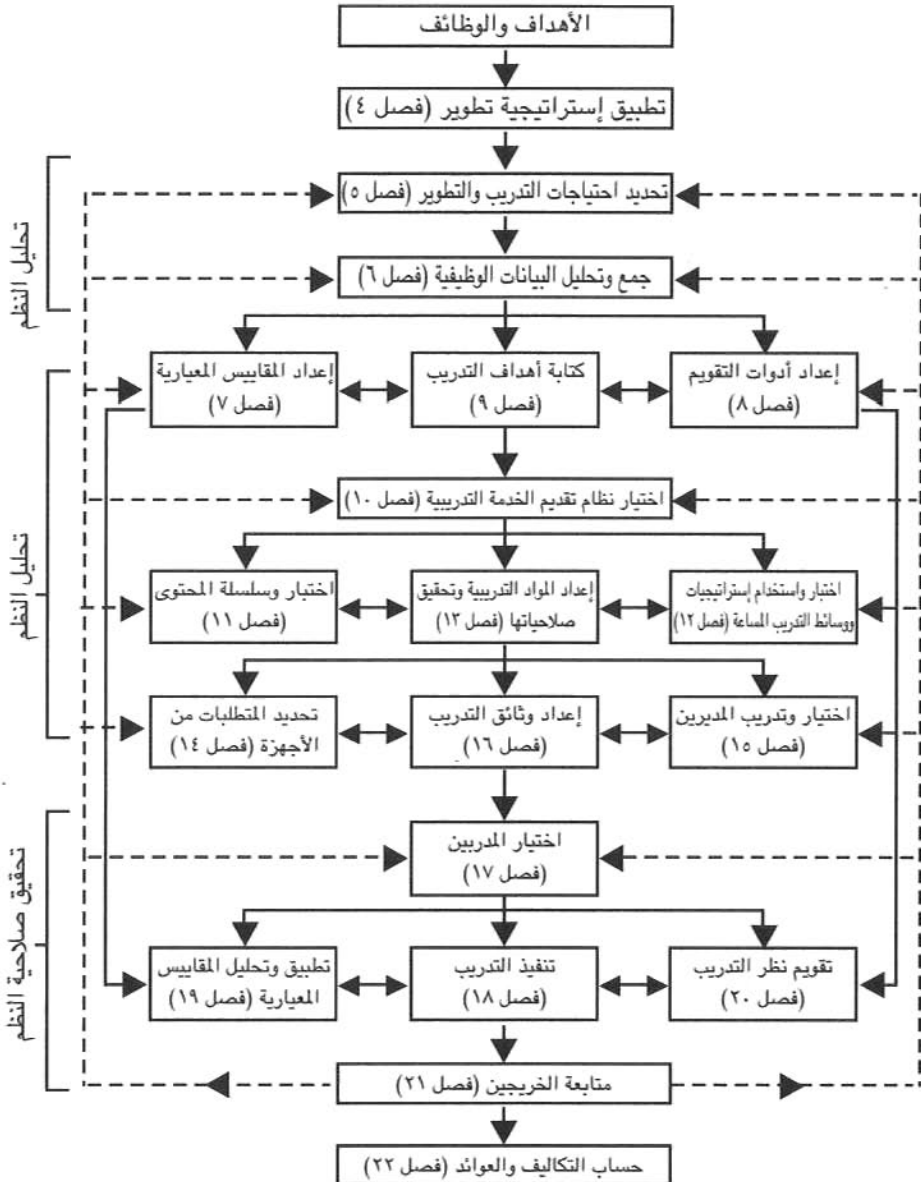 الأهداف والوظائف
تطبيق إستراتيجية تطوير (فصل ٤)
تحديد احتياجات التدريب والتطوير (فصل ٥)
جمع وتحليل البيانات الوظيفية (فصل ٦)
تحليل النظم
إعداد أدوات التقويم
(فصل ٨)
كتابة أهداف التدريب
(فصل ٩)
إعداد المقاييس المعيارية
(فصل ٧)
اختيار نظام تقديم الخدمة التدريبية (فصل ١٠)
اختبار واستخدام إستراتيجيات
ووسائط التدريب المساعة (فصل ١٢)
إعداد المواد التدريبية وتحقيق
صلاحياتها (فصل ١٣)
اختبار وسلسلة المحتوى
(فصل ١١)
تحليل النظم
اختيار وتدريب المديرين
(فصل ١٥)
إعداد وثائق التدريب
(فصل ١٦)
تحديد المتطلبات من
الأجهزة (فصل ١٤)
اختيار المدربين
(فصل ١٧)
تقويم نظر التدريب
(فصل ٢٠)
تنفيذ التدريب
(فصل ١٨)
تطبيق وتحليل المقاييس
المعيارية (فصل ١٩)
تحقيق صلاحية النظم
متابعة الخريجين (فصل ٢١)
حساب التكاليف والعوائد (فصل ٢٢)